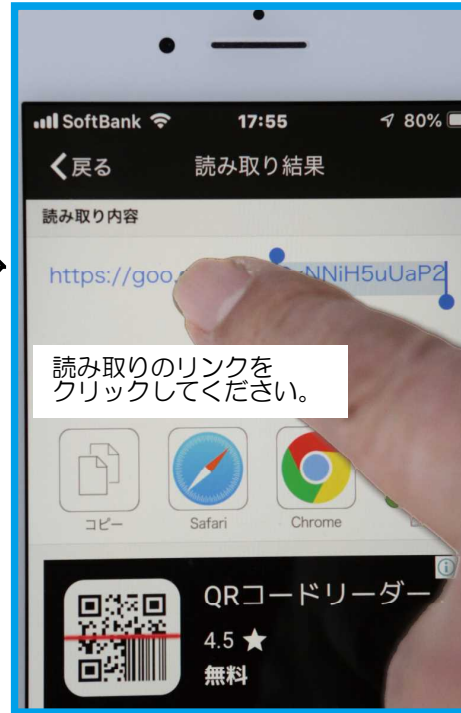 SoftBank 17:55 80%
戻る 読み取り結果
読み取り内容
https://goo. NNiH5uUaP2
読み取りのリンクを
クリックしてください。
コピー Safari Chrome
QRコードリーダー
4.5 ★
無料